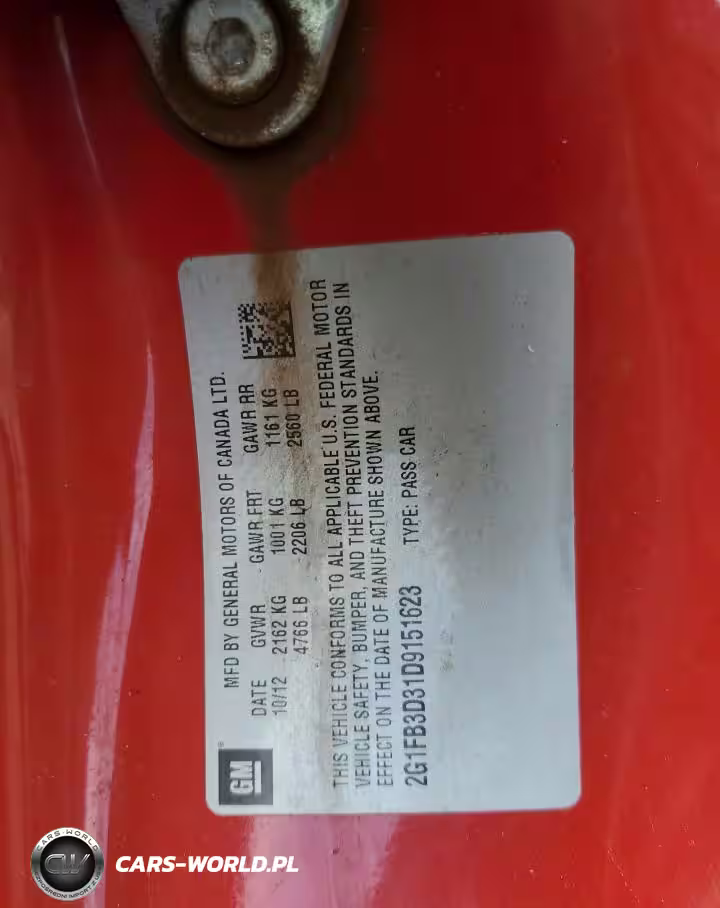 GM
MFD BY GENERAL MOTORS OF CANADA LTD.
DATE GVWR GAWR FRT GAWR RR
10/12 2162 KG 1001 KG 1161 KG
4766 LB 2206 LB 2560 LB
THIS VEHICLE CONFORMS TO ALL APPLICABLE U.S. FEDERAL MOTOR
VEHICLE SAFETY, BUMPER, AND THEFT PREVENTION STANDARDS IN
EFFECT ON THE DATE OF MANUFACTURE SHOWN ABOVE.
2G1FB3D31D9151623 TYPE: PASS CAR
CARS-WORLD
CW
CARS-WORLD.PL